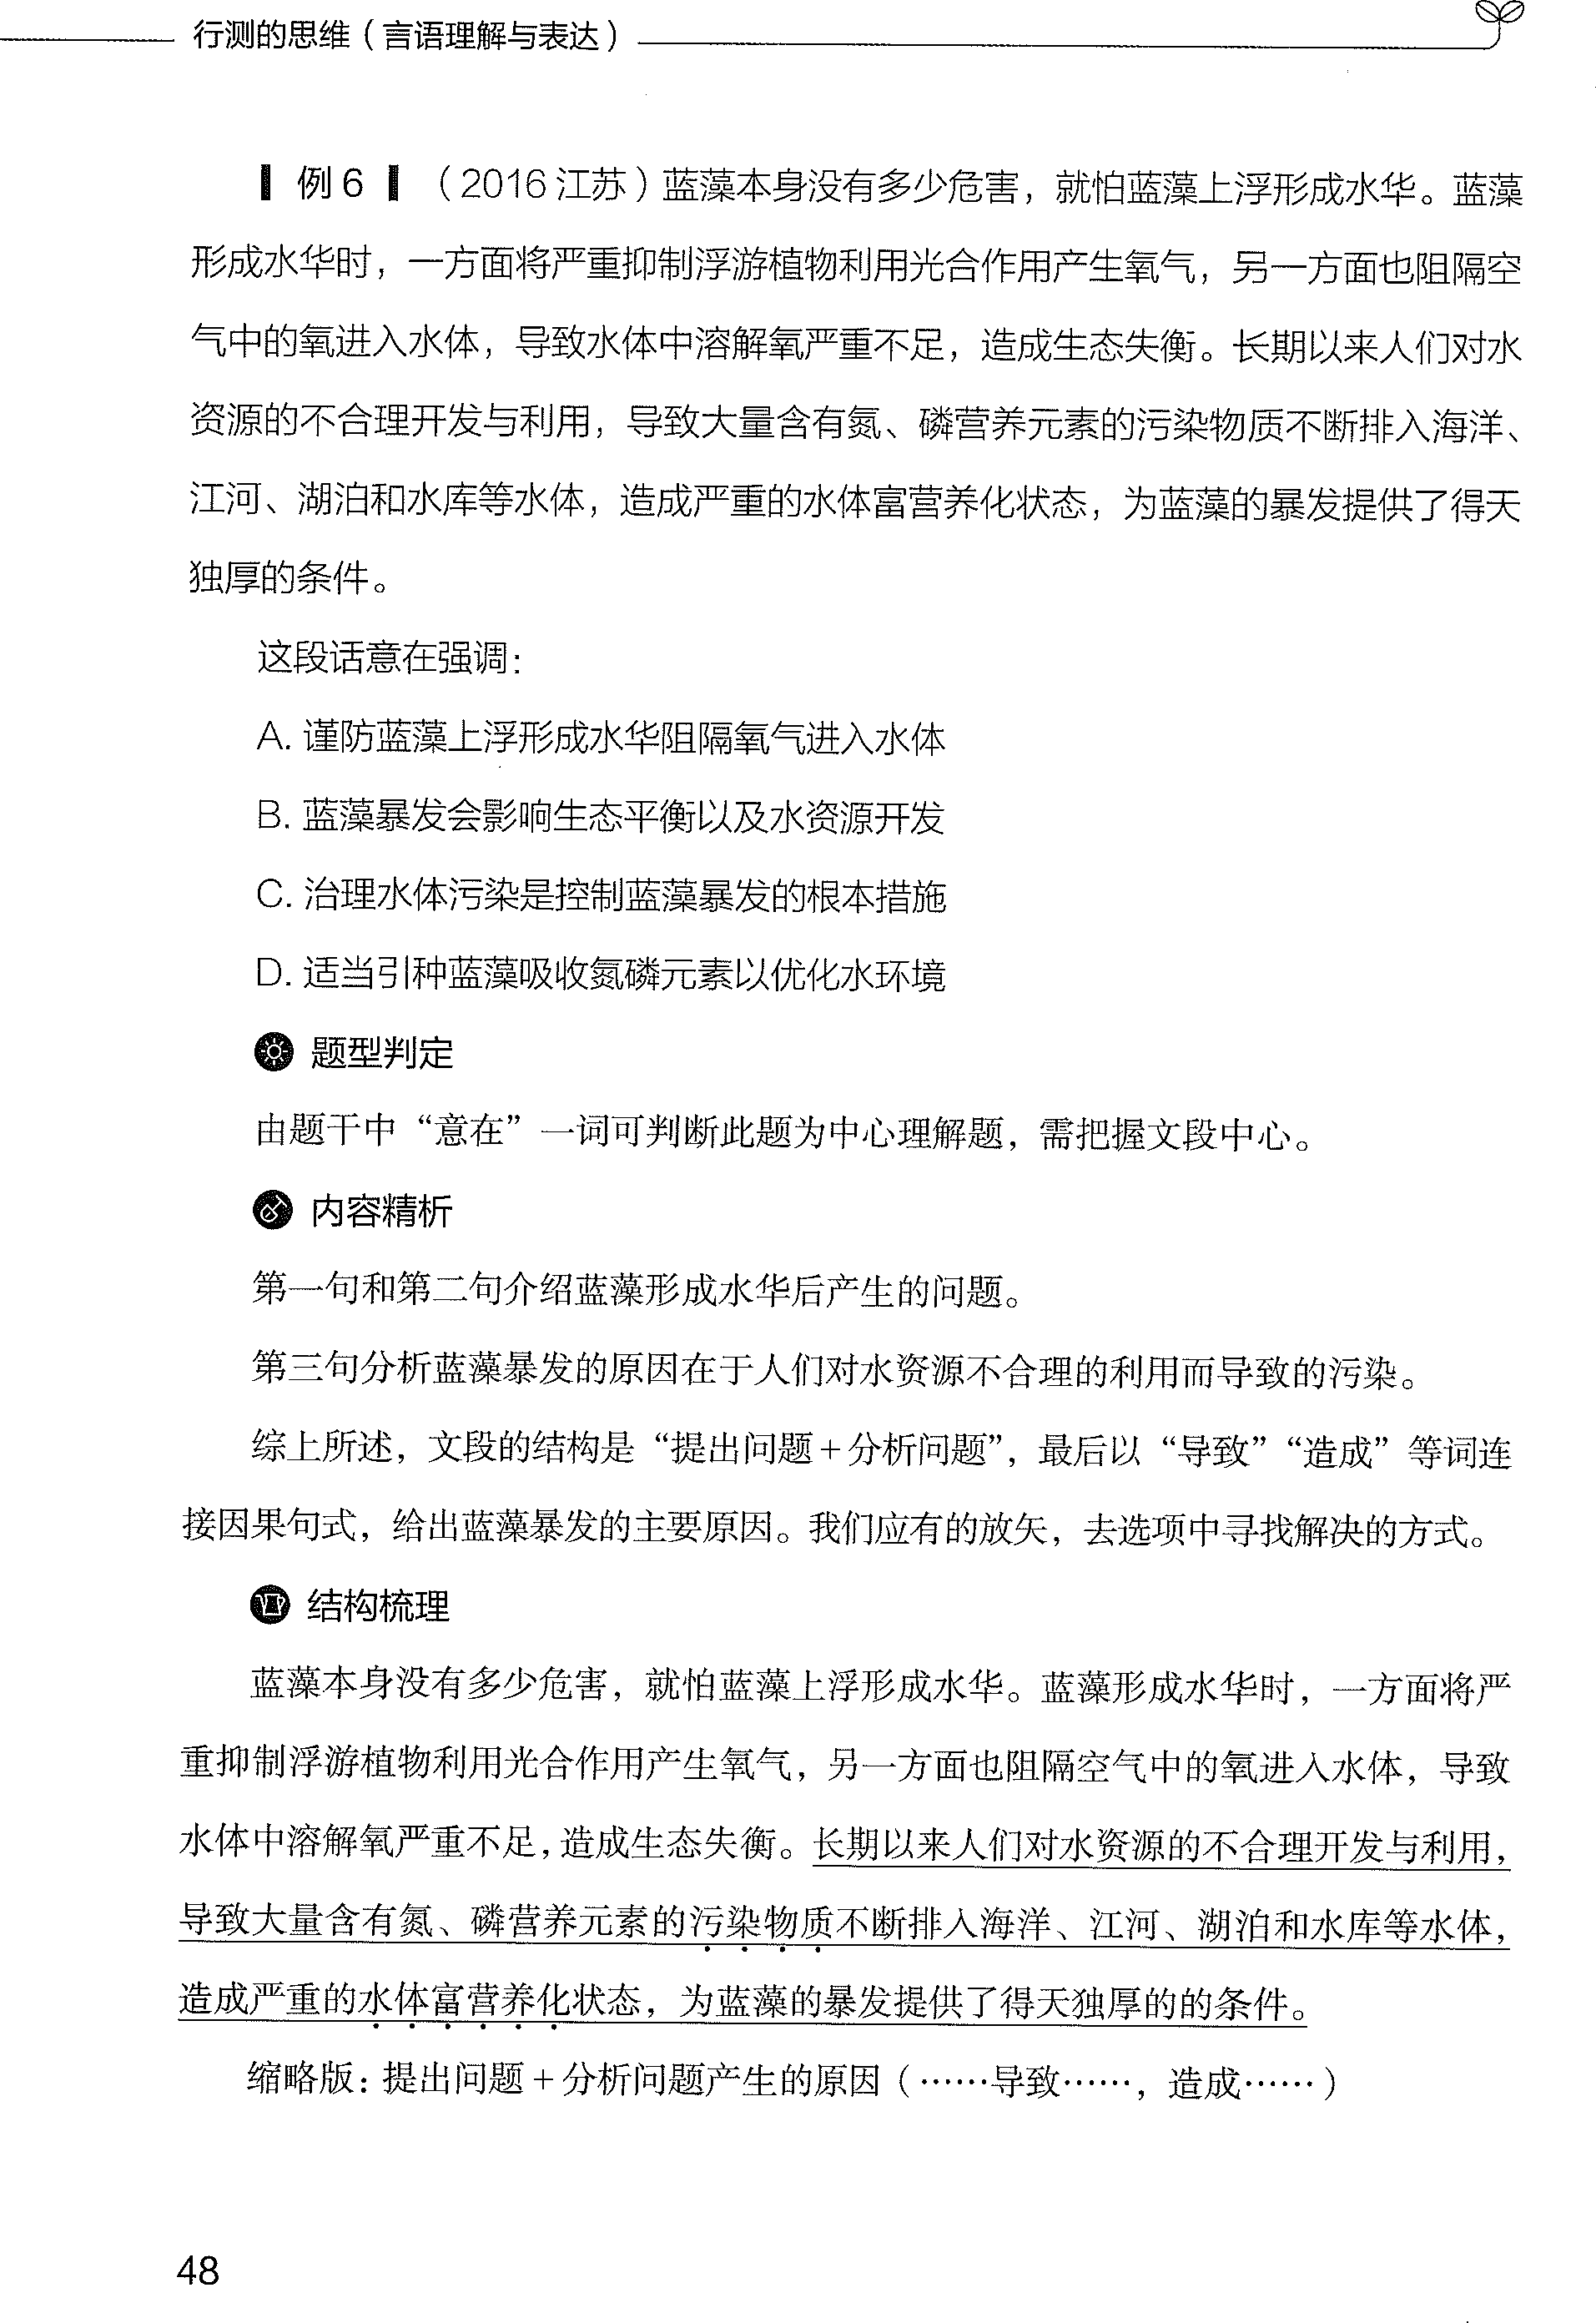 行测的思维（言语理解与表达）
例 6 （2016 江苏）蓝藻本身没有多少危害，就怕蓝藻上浮形成水华。蓝藻
形成水华时，一方面将严重抑制浮游植物利用光合作用产生氧气，另一方面也阻隔空
气中的氧进入水体，导致水体中溶解氧严重不足，造成生态失衡。长期以来人们对水
资源的不合理开发与利用，导致大量含有氮、磷营养元素的污染物质不断排入海洋、
江河、湖泊和水库等水体，造成严重的水体富营养化状态，为蓝藻的暴发提供了得天
独厚的条件。
这段话意在强调：
A. 谨防蓝藻上浮形成水华阻隔氧气进入水体
B. 蓝藻暴发会影响生态平衡以及水资源开发
C. 治理水体污染是控制蓝藻暴发的根本措施
D. 适当引种蓝藻吸收氮磷元素以优化水环境
题型判定
由题干中“意在”一词可判断此题为中心理解题，需把握文段中心。
内容精析
第一句和第二句介绍蓝藻形成水华后产生的问题。
第三句分析蓝藻暴发的原因在于人们对水资源不合理的利用而导致的污染。
综上所述，文段的结构是“提出问题＋分析问题”，最后以“导致”“造成”等词连
接因果句式，给出蓝藻暴发的主要原因。我们应有的放矢，去选项中寻找解决的方式。
结构梳理
蓝藻本身没有多少危害，就怕蓝藻上浮形成水华。蓝藻形成水华时，一方面将严
重抑制浮游植物利用光合作用产生氧气，另一方面也阻隔空气中的氧进入水体，导致
水体中溶解氧严重不足，造成生态失衡。长期以来人们对水资源的不合理开发与利用，
导致大量含有氮、磷营养元素的污染物质不断排入海洋、江河、湖泊和水库等水体，
造成严重的水体富营养化状态，为蓝藻的暴发提供了得天独厚的的条件。
缩略版：提出问题＋分析问题产生的原因（……导致……，造成……）
48